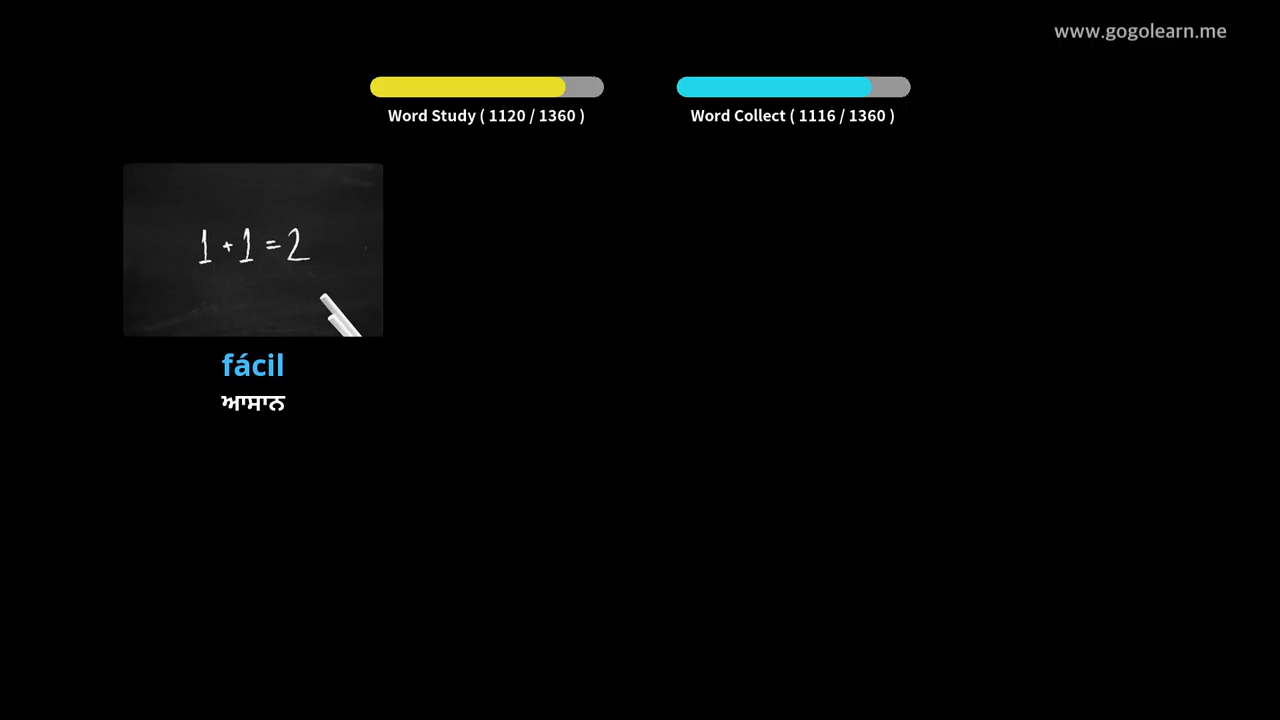 www.gogolearn.me
Word Study ( 1120 / 1360 )
Word Collect ( 1116 / 1360 )
1 + 1 = 2
fácil
ਆਸਾਨ